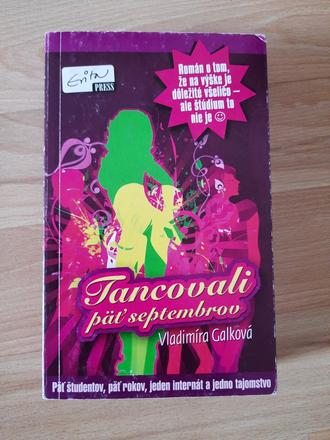 Evita
PRESS
Román o tom,
že na výške je
dôležité všeličo –
ale štúdium to
nie je ☺
Tancovali
päť septembrov
Vladimíra Galková
Päť študentov, päť rokov, jeden internát a jedno tajomstvo